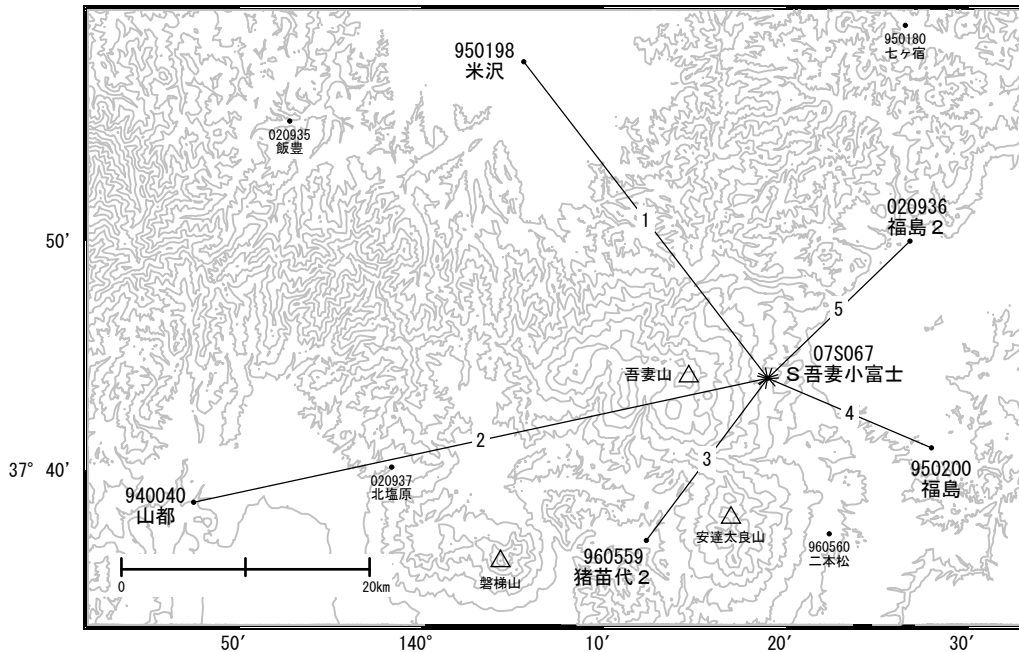 950198
米沢
950180
七ヶ宿
020935
飯豊
020936
福島２
50′
1
5
07S067
Ｓ吾妻小富士
吾妻山
2
3
4
37° 40′
020937
北塩原
940040
山都
950200
福島
960559
猪苗代２
安達太良山
960560
二本松
磐梯山
0
20km
50′
140°
10′
20′
30′